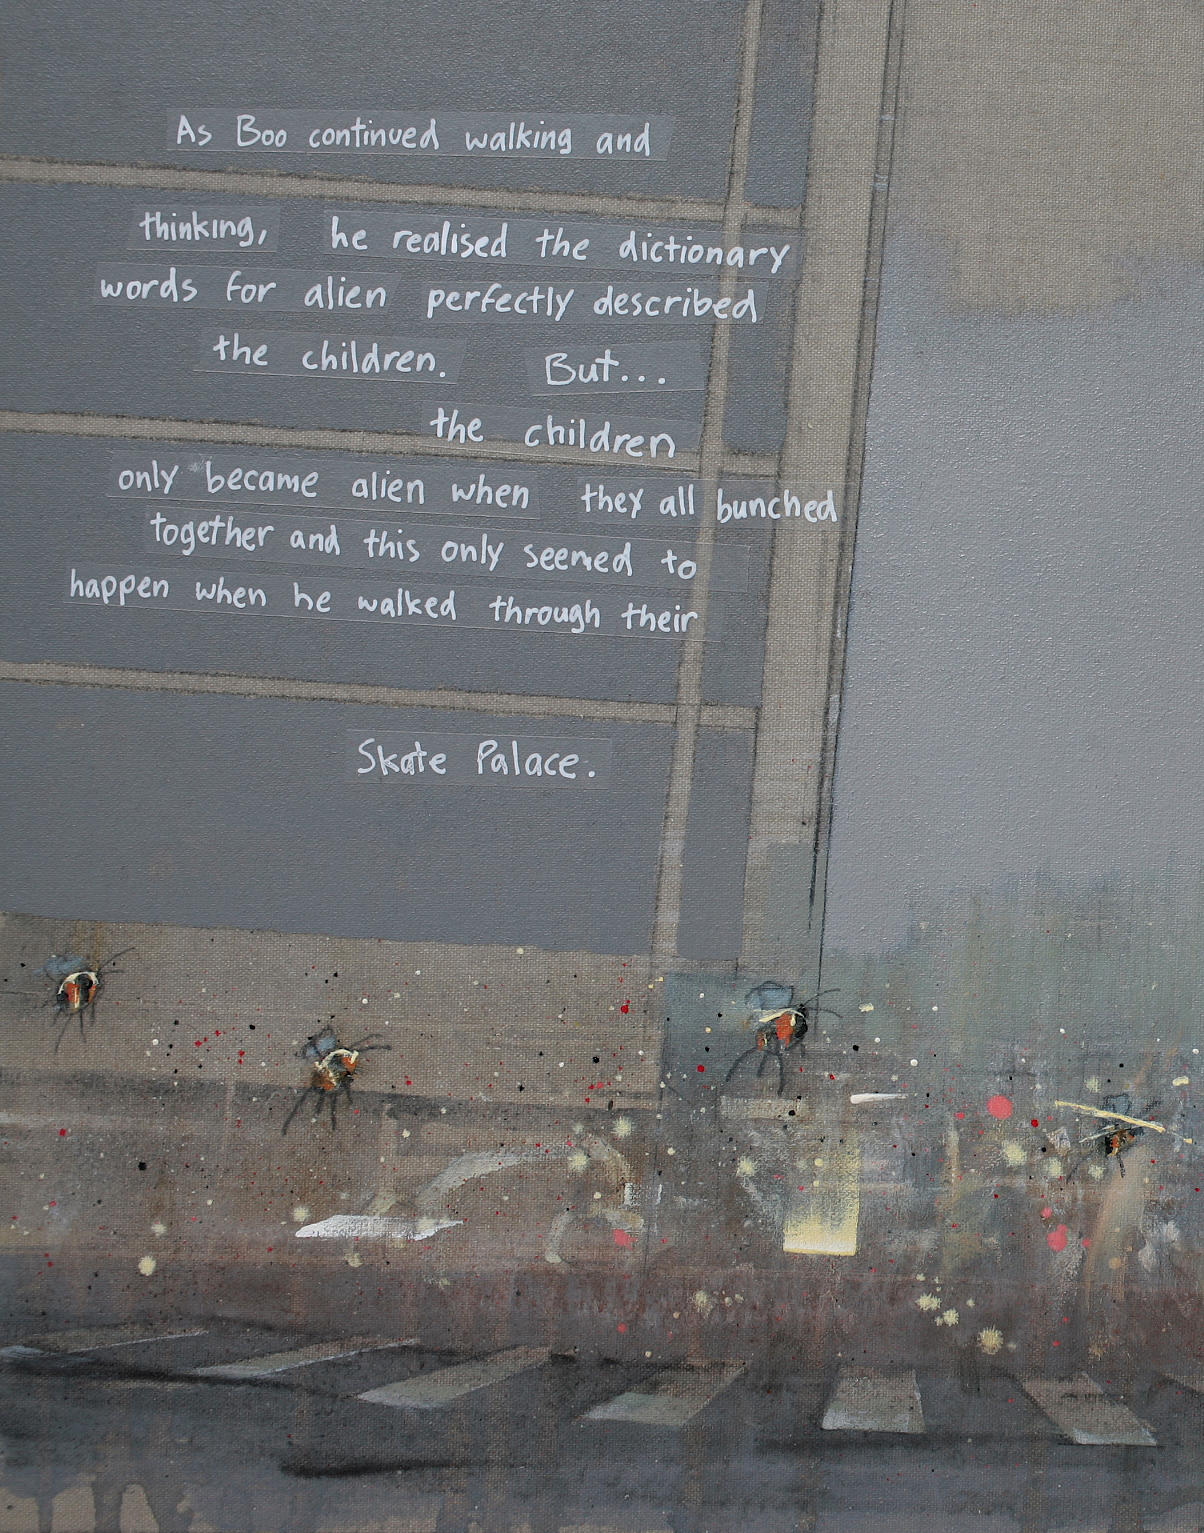 As Boo continued walking and
thinking, he realised the dictionary
words for alien perfectly described
the children. But...
the children
only became alien when they all bunched
together and this only seemed to
happen when he walked through their
Skate Palace.